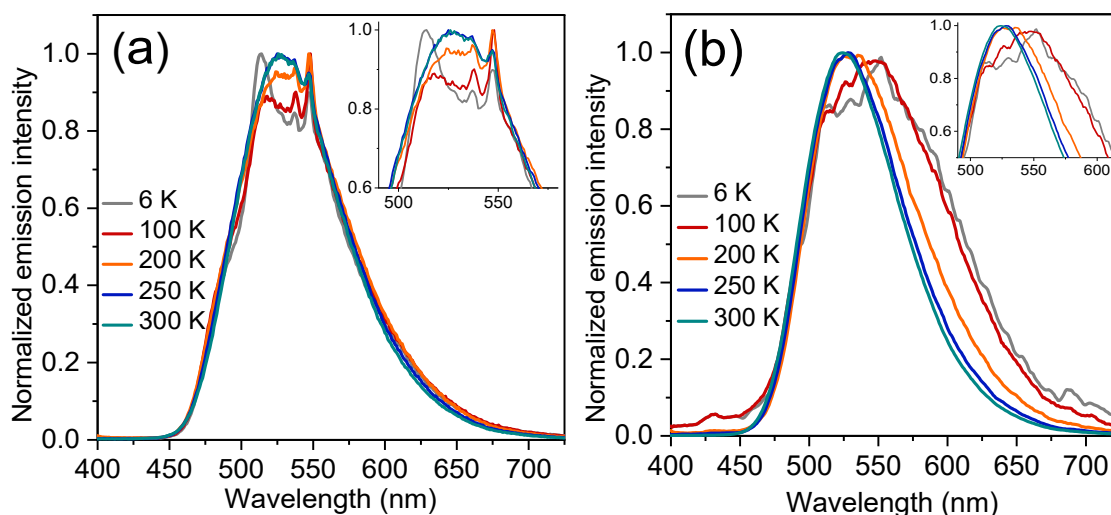 (a)
Normalized emission intensity
1.0
0.8
0.6
0.4
0.2
0.0
6 K
100 K
200 K
250 K
300 K
1.0
0.8
0.6
500
550
400 450 500 550 600 650 700
Wavelength (nm)
(b)
Normalized emission intensity
1.0
0.8
0.6
0.4
0.2
0.0
6 K
100 K
200 K
250 K
300 K
1.0
0.8
0.6
500 550 600
400 450 500 550 600 650 700
Wavelength (nm)